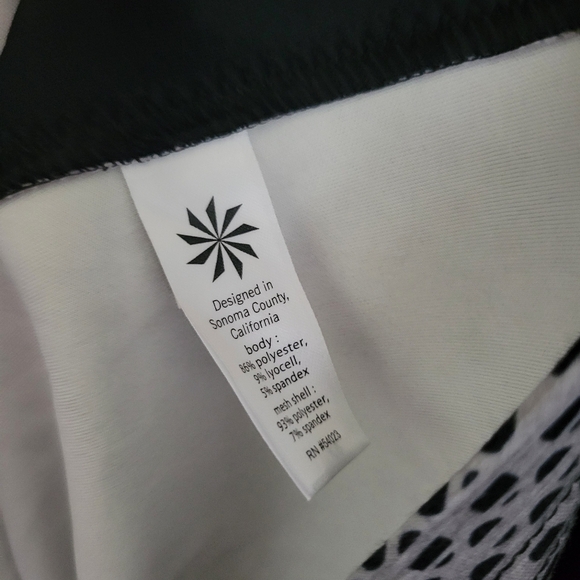 Designed in
Sonoma County,
California
body :
86% polyester,
9% lyocell,
5% spandex
mesh shell :
93% polyester,
7% spandex
RN #54023